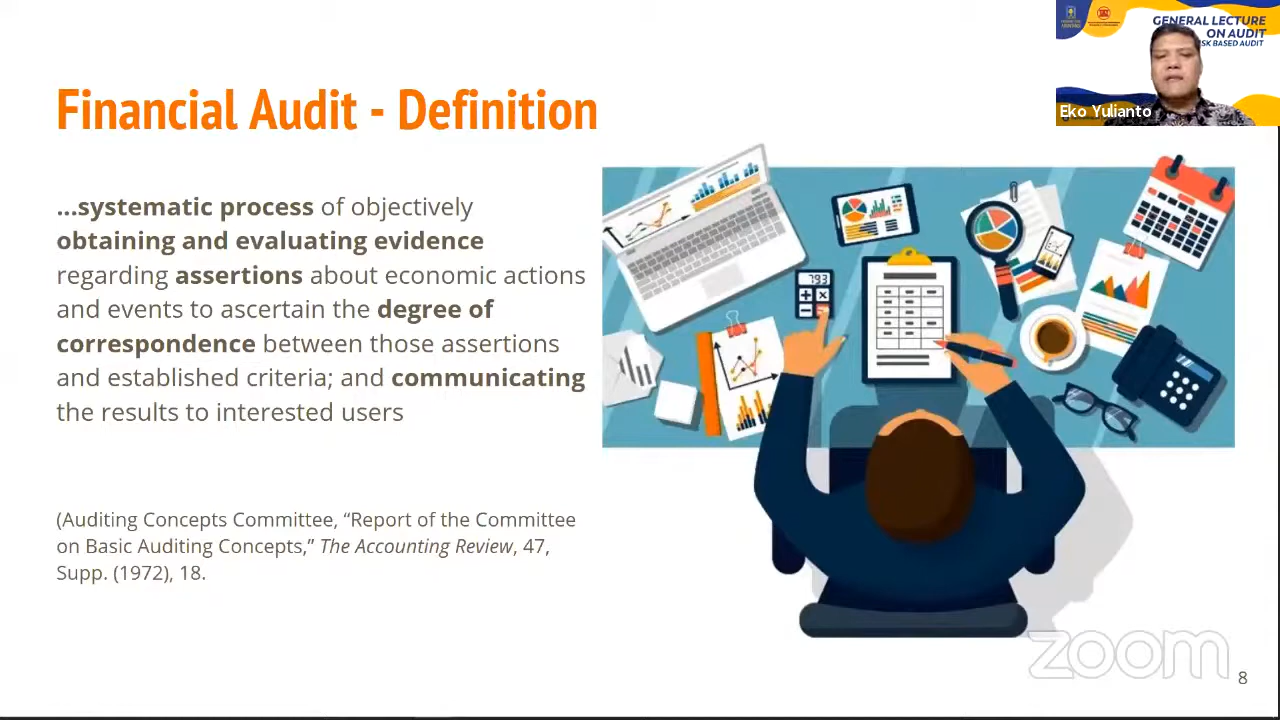 GENERAL LECTURE
ON AUDIT
SK BASED AUDIT
Eko Yulianto
Financial Audit - Definition
...systematic process of objectively
obtaining and evaluating evidence
regarding assertions about economic actions
and events to ascertain the degree of
correspondence between those assertions
and established criteria; and communicating
the results to interested users
(Auditing Concepts Committee, “Report of the Committee
on Basic Auditing Concepts,” The Accounting Review, 47,
Supp. (1972), 18.
793
zoom
8